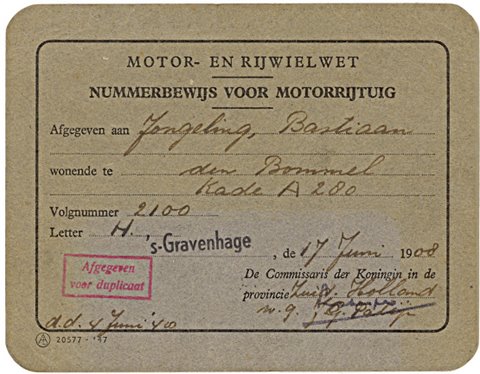 MOTOR- EN RIJWIELWET
NUMMERBEWIJS VOOR MOTORRIJTUIG
Afgegeven aan Jongeling, Bastiaan
wonende te den Bommel
Kade A 280
Volgnummer 2100
Letter H.
's-Gravenhage, de 17 Juni 1908
Afgegeven
voor duplicaat
De Commissaris der Koningin in de
provincie Zuid-Holland
w.g.
d.d. 4 Juni '40
20577 - '47